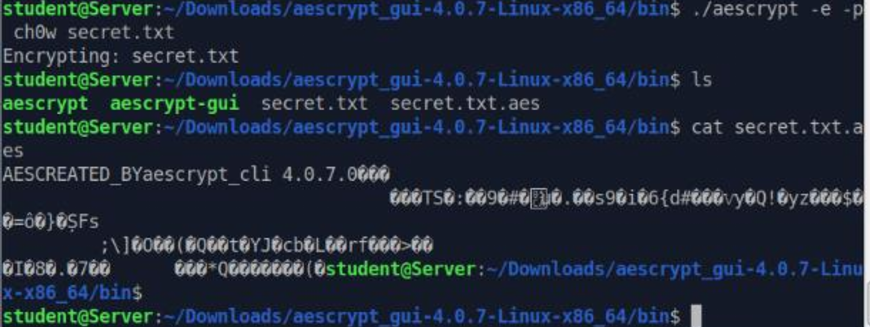 student@Server:~/Downloads/aescrypt_gui-4.0.7-Linux-x86_64/bin$ ./aescrypt -e -p
ch0w secret.txt
Encrypting: secret.txt
student@Server:~/Downloads/aescrypt_gui-4.0.7-Linux-x86_64/bin$ ls
aescrypt aescrypt-gui secret.txt secret.txt.aes
student@Server:~/Downloads/aescrypt_gui-4.0.7-Linux-x86_64/bin$ cat secret.txt.a
es
AESCREATED_BYaescrypt_cli 4.0.7.0���
���TS�:��9�#� �.��s9�i�6{d#���vy�Q!�yz���$�
�=ô�}�ŞFs
;\]�O��(�Q��t�YJ�cb�L��rf���>��
�I�8�.�7�� ���*Q�������(�student@Server:~/Downloads/aescrypt_gui-4.0.7-Linu
x-x86_64/bin$
student@Server:~/Downloads/aescrypt_gui-4.0.7-Linux-x86_64/bin$